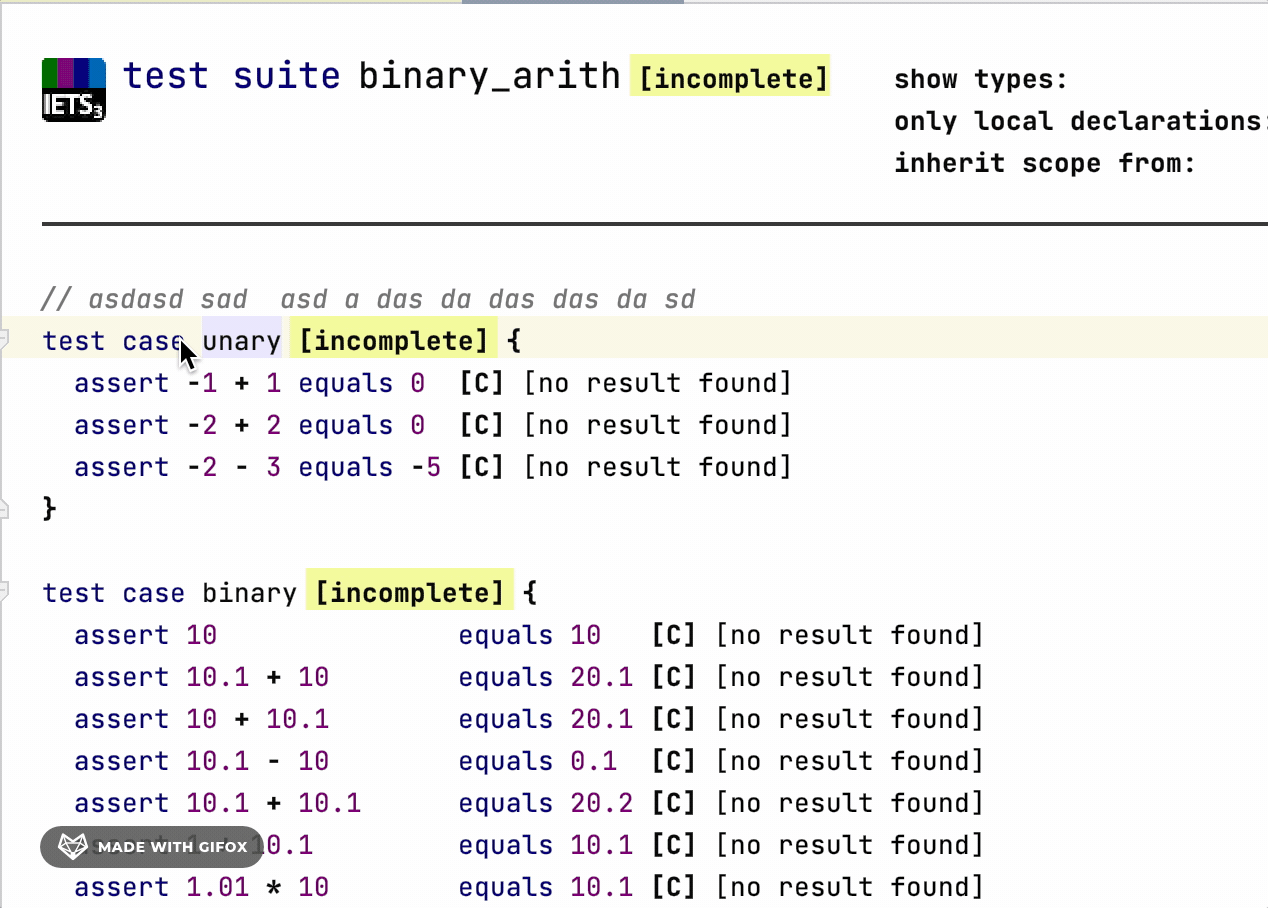 IETS3 test suite binary_arith [incomplete] show types:
only local declarations:
inherit scope from:
// asdasd sad  asd a das da das das da sd
test case unary [incomplete] {
assert -1 + 1 equals 0 [C] [no result found]
assert -2 + 2 equals 0 [C] [no result found]
assert -2 - 3 equals -5 [C] [no result found]
}
test case binary [incomplete] {
assert 10 equals 10 [C] [no result found]
assert 10.1 + 10 equals 20.1 [C] [no result found]
assert 10 + 10.1 equals 20.1 [C] [no result found]
assert 10.1 - 10 equals 0.1 [C] [no result found]
assert 10.1 + 10.1 equals 20.2 [C] [no result found]
10.1 equals 10.1 [C] [no result found]
MADE WITH GIFOX
assert 1.01 * 10 equals 10.1 [C] [no result found]